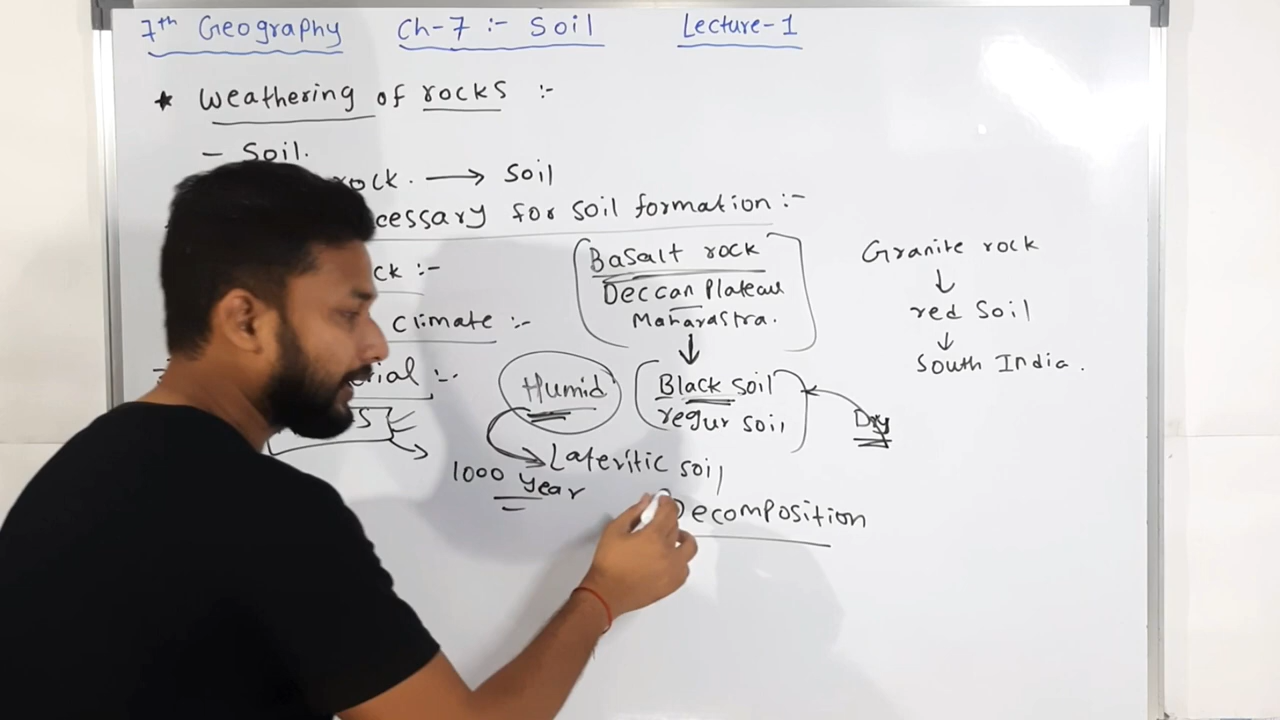 7th Geography Ch-7 :- Soil Lecture-1
★ Weathering of rocks :-
- Soil.
rock. → Soil
cessary for soil formation :-
ck :-
Basalt rock
Deccan Plateau
Maharastra.
Granite rock
↓
red Soil
↓
South India.
climate :-
rial :-
Humid
↓
Black soil
regur soil
Dry
Lateritic soil
1000 Year
Decomposition